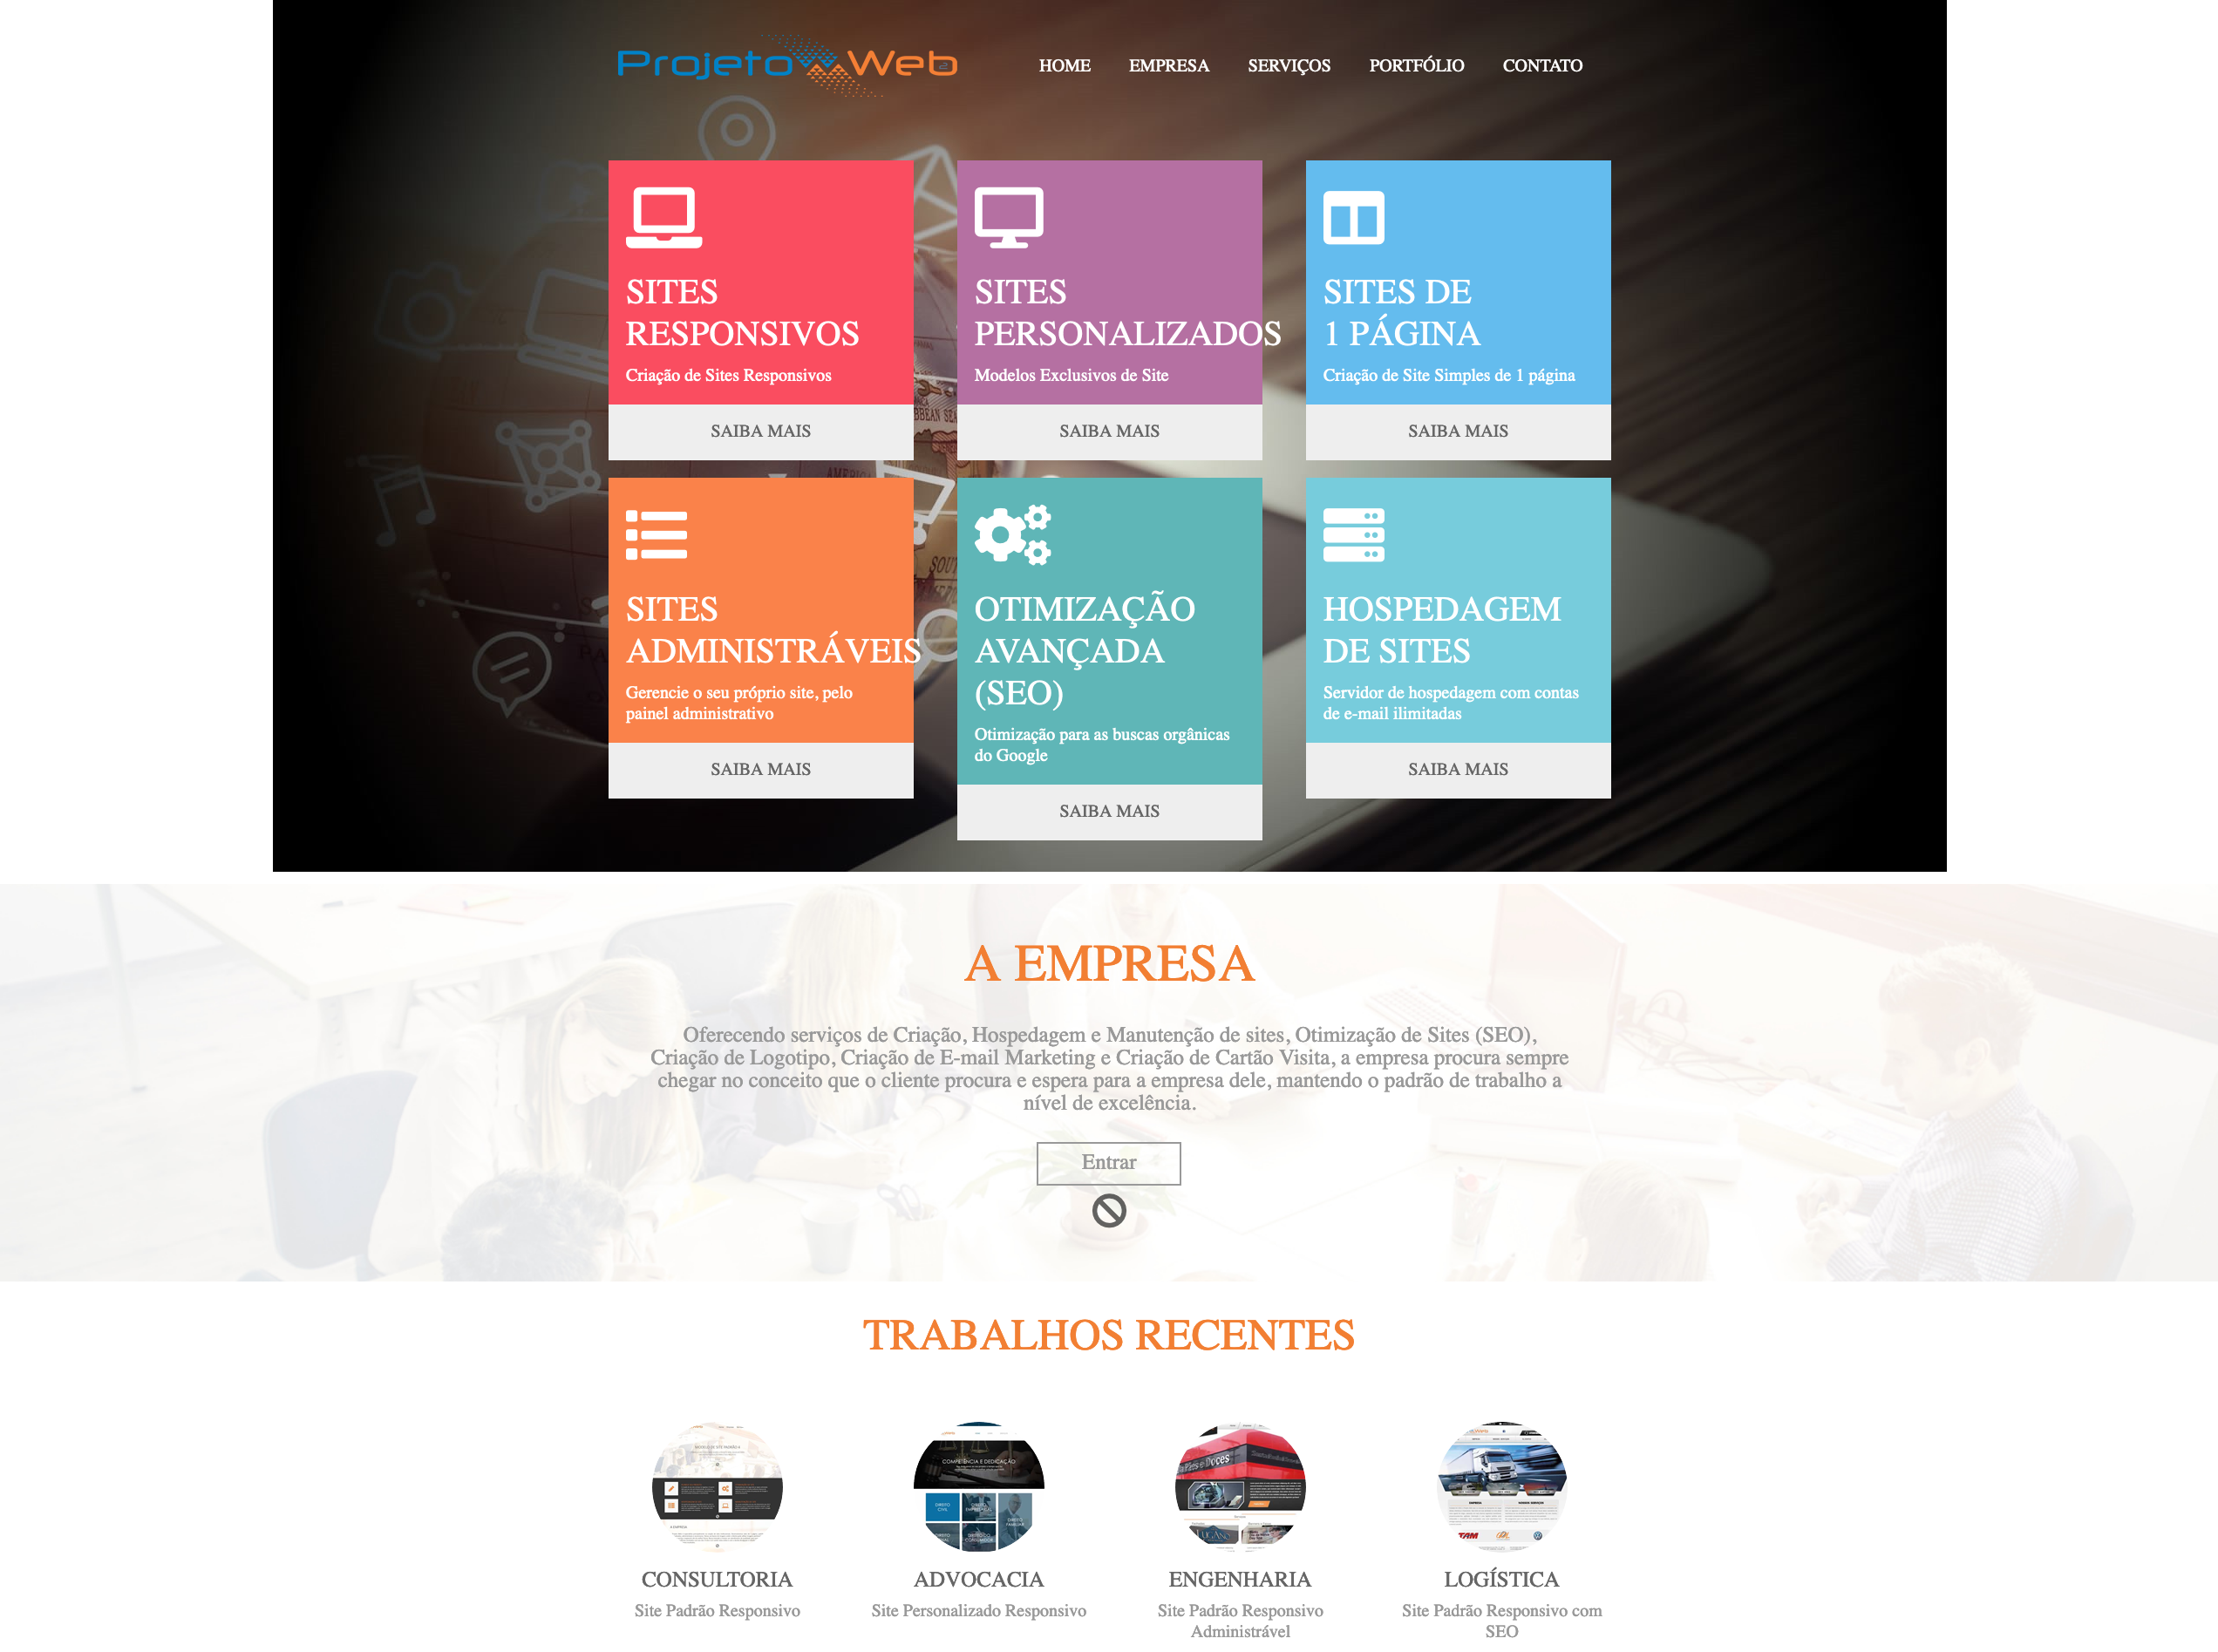 Projeto Web
HOME EMPRESA SERVIÇOS PORTFÓLIO CONTATO
SITES
RESPONSIVOS
Criação de Sites Responsivos
SAIBA MAIS
SITES
PERSONALIZADOS
Modelos Exclusivos de Site
SAIBA MAIS
SITES DE
1 PÁGINA
Criação de Site Simples de 1 página
SAIBA MAIS
SITES
ADMINISTRÁVEIS
Gerencie o seu próprio site, pelo
painel administrativo
SAIBA MAIS
OTIMIZAÇÃO
AVANÇADA
(SEO)
Otimização para as buscas orgânicas
do Google
SAIBA MAIS
HOSPEDAGEM
DE SITES
Servidor de hospedagem com contas
de e-mail ilimitadas
SAIBA MAIS
A EMPRESA
Oferecendo serviços de Criação, Hospedagem e Manutenção de sites, Otimização de Sites (SEO),
Criação de Logotipo, Criação de E-mail Marketing e Criação de Cartão Visita, a empresa procura sempre
chegar no conceito que o cliente procura e espera para a empresa dele, mantendo o padrão de trabalho a
nível de excelência.
Entrar
TRABALHOS RECENTES
COMPETÊNCIA E DEDICAÇÃO
TAM
CONSULTORIA
Site Padrão Responsivo
ADVOCACIA
Site Personalizado Responsivo
ENGENHARIA
Site Padrão Responsivo
Administrável
LOGÍSTICA
Site Padrão Responsivo com
SEO